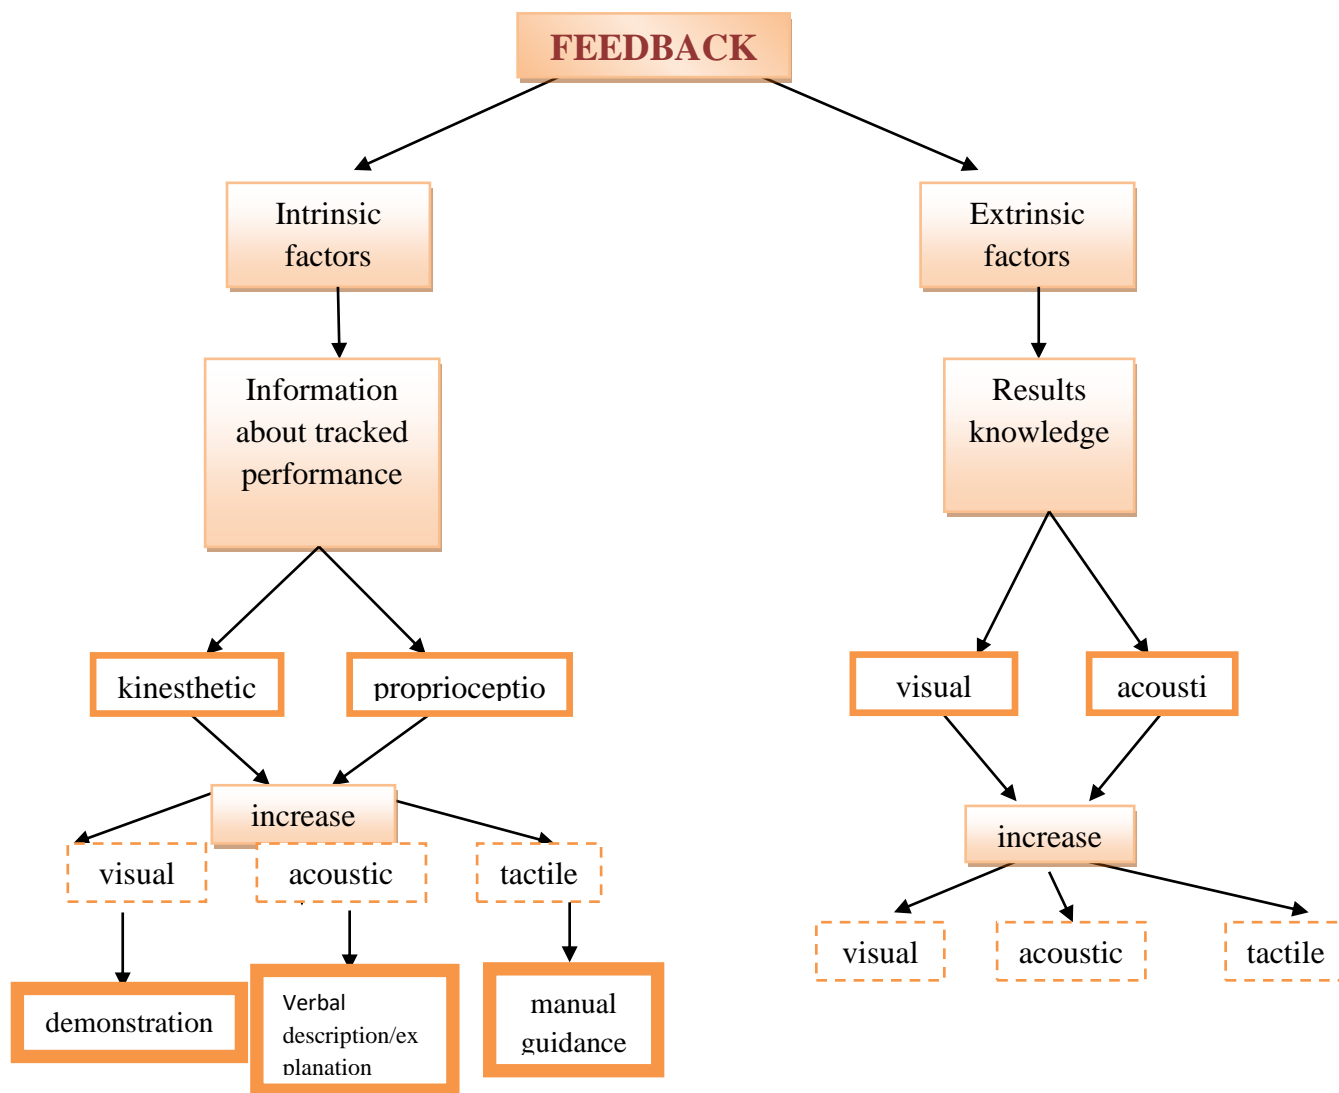 FEEDBACK
Intrinsic
factors
Extrinsic
factors
Information
about tracked
performance
Results
knowledge
kinesthetic
proprioceptio
visual
acousti
increase
increase
visual
acoustic
tactile
visual
acoustic
tactile
demonstration
Verbal
description/ex
planation
manual
guidance